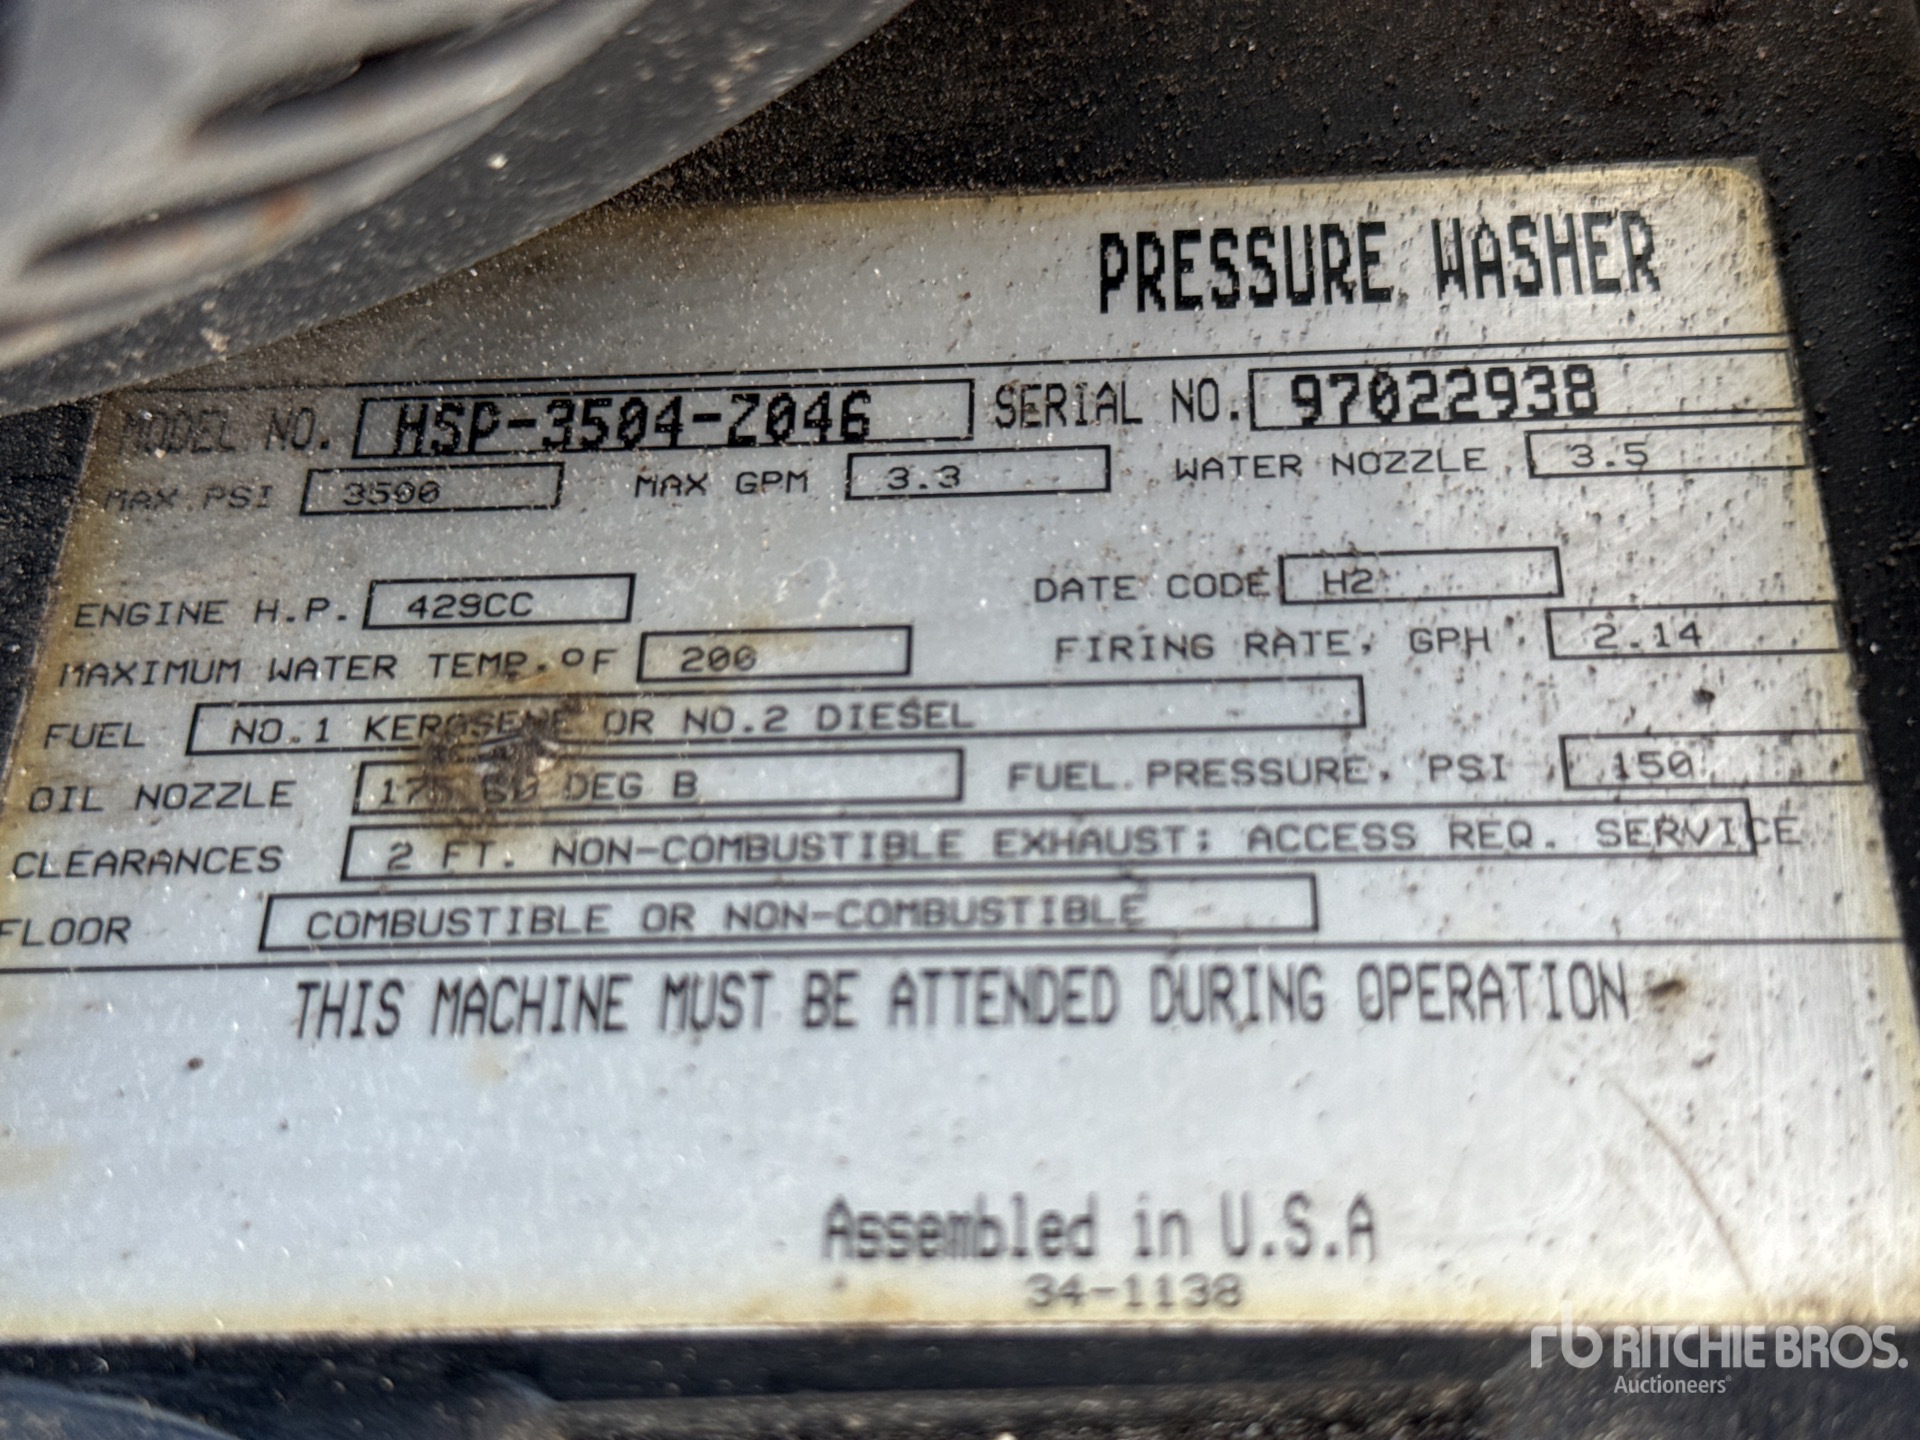 PRESSURE WASHER
MODEL NO. HSP-3504-Z046 SERIAL NO. 97022938
MAX PSI 3500 MAX GPM 3.3 WATER NOZZLE 3.5
ENGINE H.P. 429CC DATE CODE H2
MAXIMUM WATER TEMP.°F 200 FIRING RATE, GPH 2.14
FUEL NO.1 KEROSENE OR NO.2 DIESEL
OIL NOZZLE DEG B FUEL PRESSURE, PSI 150
CLEARANCES 2 FT. NON-COMBUSTIBLE EXHAUST; ACCESS REQ. SERVICE
FLOOR COMBUSTIBLE OR NON-COMBUSTIBLE
THIS MACHINE MUST BE ATTENDED DURING OPERATION
Assembled in U.S.A
34-1138
rb RITCHIE BROS.
Auctioneers